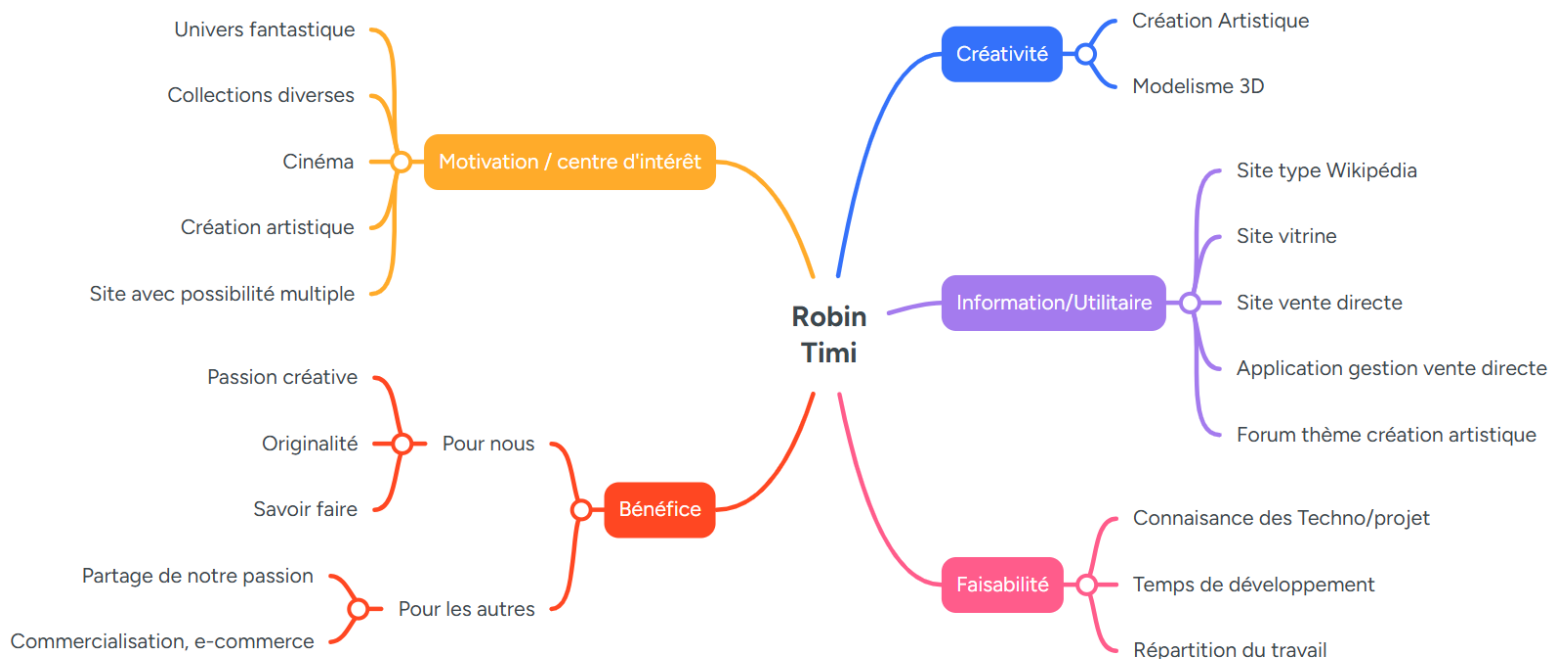 Robin
Timi
Créativité
Création Artistique
Modelisme 3D
Information/Utilitaire
Site type Wikipédia
Site vitrine
Site vente directe
Application gestion vente directe
Forum thème création artistique
Faisabilité
Connaisance des Techno/projet
Temps de développement
Répartition du travail
Motivation / centre d'intérêt
Univers fantastique
Collections diverses
Cinéma
Création artistique
Site avec possibilité multiple
Bénéfice
Pour nous
Passion créative
Originalité
Savoir faire
Pour les autres
Partage de notre passion
Commercialisation, e-commerce